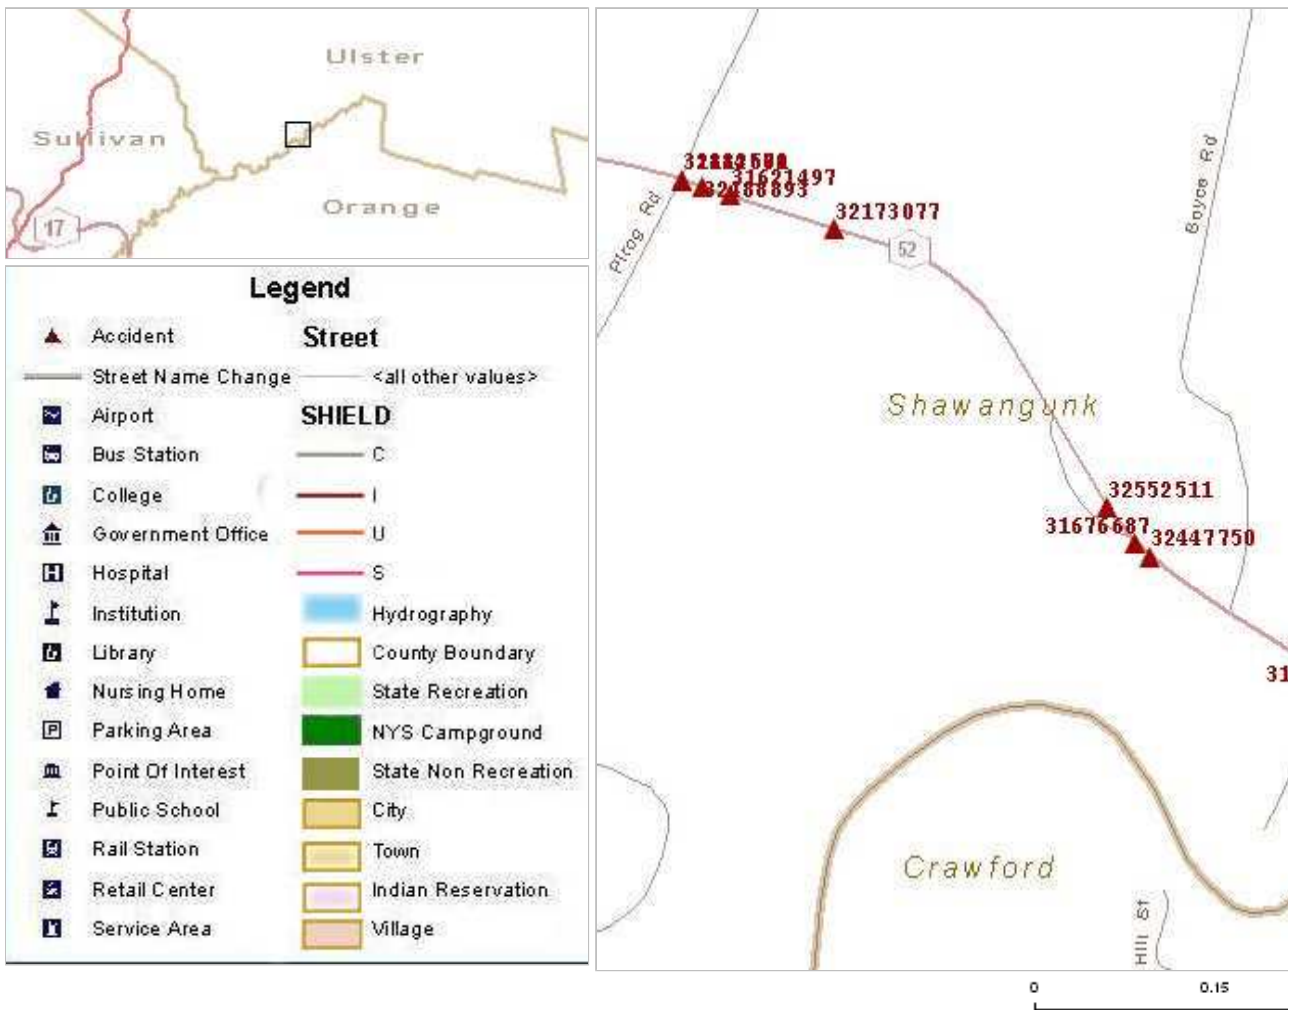 Ulster
Sullivan
Orange
17
Legend
Accident
Street Name Change
Airport
Bus Station
College
Government Office
Hospital
Institution
Library
Nursing Home
Parking Area
Point Of Interest
Public School
Rail Station
Retail Center
Service Area
Street
<all other values>
SHIELD
C
I
U
S
Hydrography
County Boundary
State Recreation
NYS Campground
State Non Recreation
City
Town
Indian Reservation
Village
31621497
32188893
32173077
52
Pirog Rd
Boyce Rd
Shawangunk
32552511
31676687
32447750
31
Crawford
Hill St
0 0.15